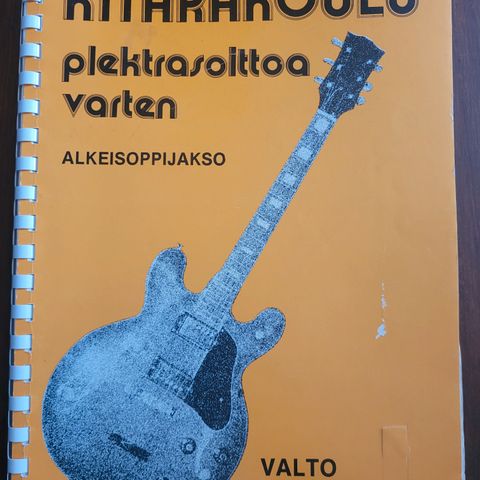 KITARAKOULU
plektrasoittoa
varten
ALKEISOPPIJAKSO
VALTO